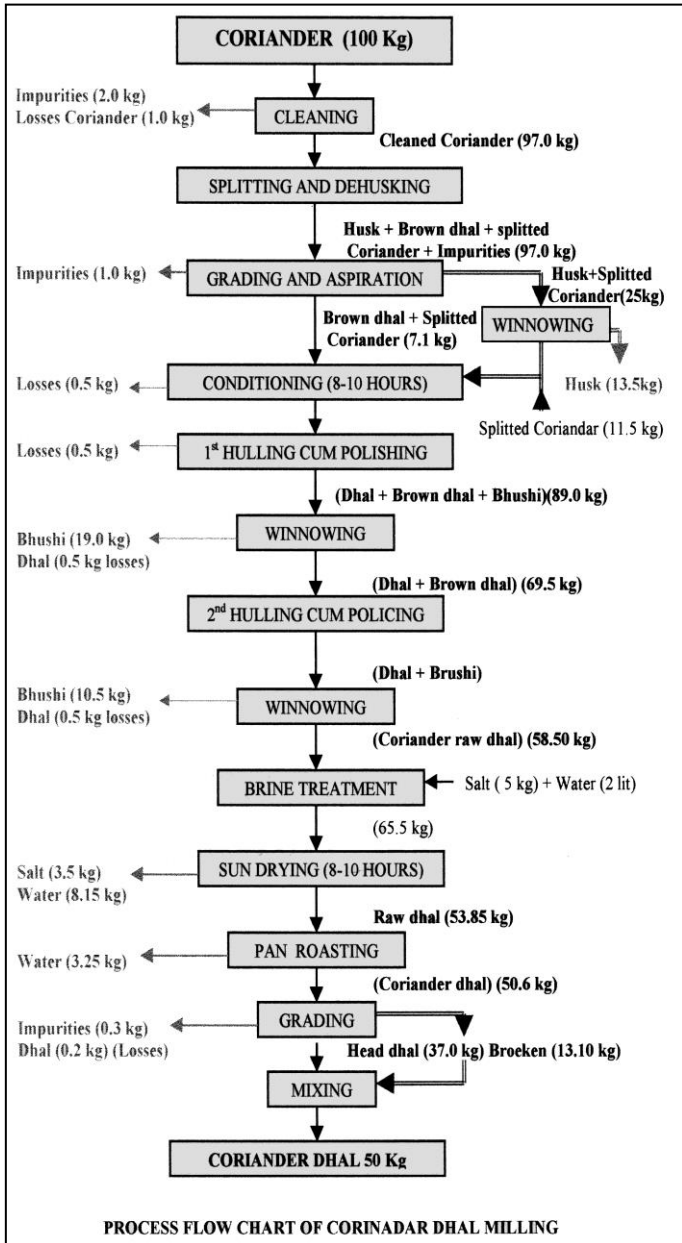 CORIANDER (100 Kg)
Impurities (2.0 kg)
Losses Coriander (1.0 kg)
CLEANING
Cleaned Coriander (97.0 kg)
SPLITTING AND DEHUSKING
Husk + Brown dhal + splitted
Coriander + Impurities (97.0 kg)
Impurities (1.0 kg)
GRADING AND ASPIRATION
Husk+Splitted
Coriander(25kg)
Brown dhal + Splitted
Coriander (7.1 kg)
WINNOWING
Losses (0.5 kg)
CONDITIONING (8-10 HOURS)
Husk (13.5kg)
Splitted Coriandar (11.5 kg)
Losses (0.5 kg)
1st HULLING CUM POLISHING
(Dhal + Brown dhal + Bhushi)(89.0 kg)
Bhushi (19.0 kg)
Dhal (0.5 kg losses)
WINNOWING
(Dhal + Brown dhal) (69.5 kg)
2nd HULLING CUM POLICING
(Dhal + Brushi)
Bhushi (10.5 kg)
Dhal (0.5 kg losses)
WINNOWING
(Coriander raw dhal) (58.50 kg)
BRINE TREATMENT
Salt ( 5 kg) + Water (2 lit)
(65.5 kg)
Salt (3.5 kg)
Water (8.15 kg)
SUN DRYING (8-10 HOURS)
Raw dhal (53.85 kg)
Water (3.25 kg)
PAN ROASTING
(Coriander dhal) (50.6 kg)
Impurities (0.3 kg)
Dhal (0.2 kg) (Losses)
GRADING
Head dhal (37.0 kg) Broeken (13.10 kg)
MIXING
CORIANDER DHAL 50 Kg
PROCESS FLOW CHART OF CORINADAR DHAL MILLING